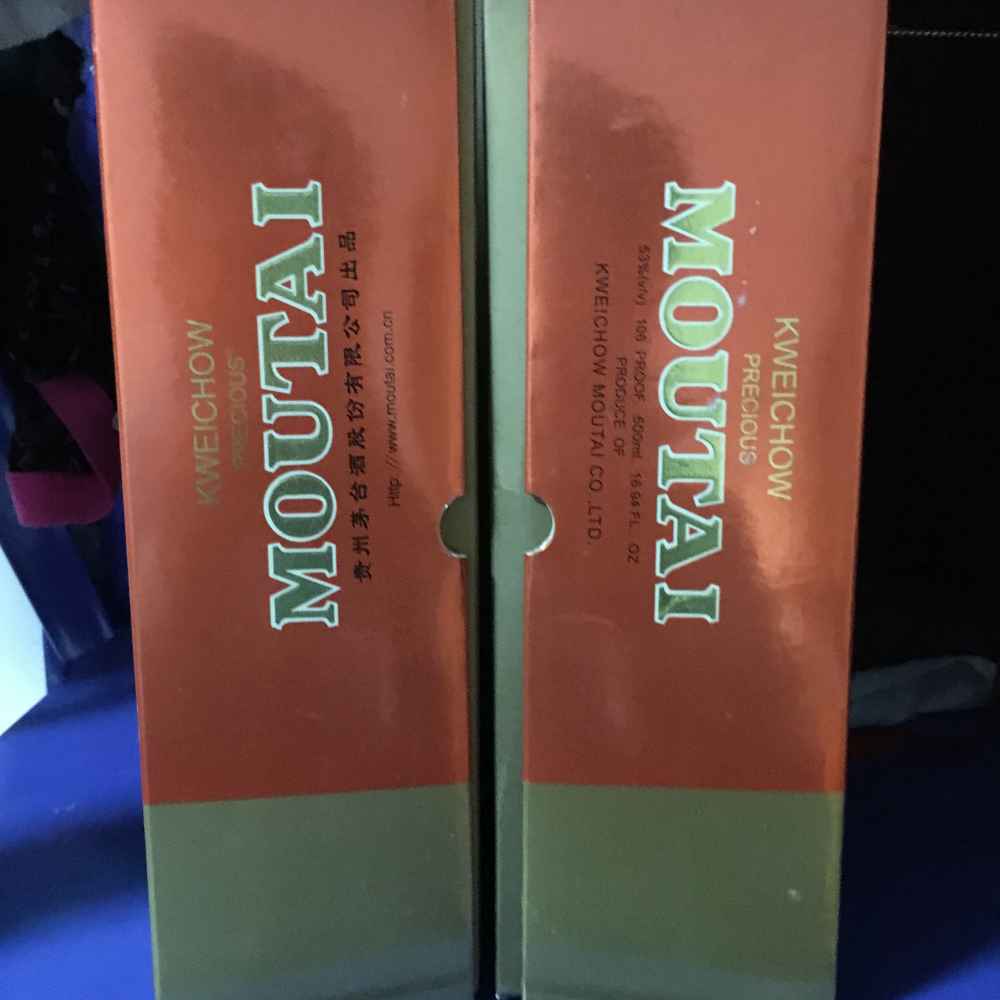 KWEICHOW
PRECIOUS
MOUTAI
贵州茅台酒股份有限公司出品
Http://www.moutai.com.cn
KWEICHOW
PRECIOUS
MOUTAI
53%(v/v) 106 PROOF 500ml 16.94 FL. OZ
PRODUCE OF
KWEICHOW MOUTAI CO.,LTD.